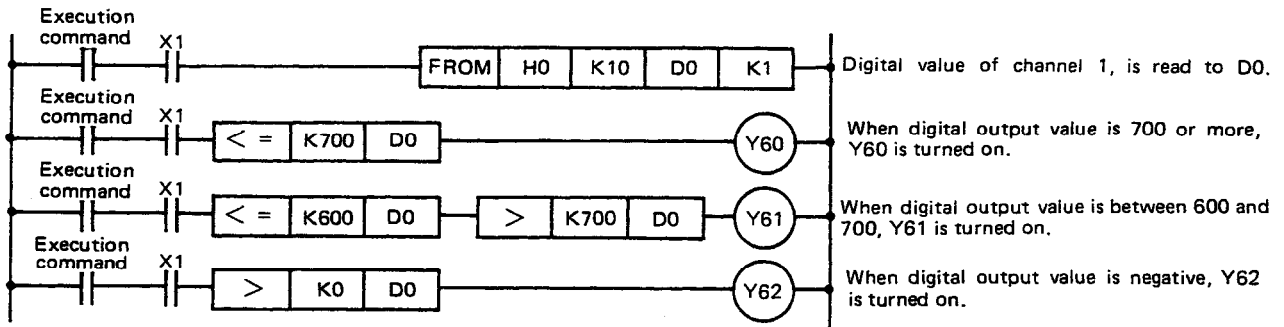 Execution
command X1
FROM H0 K10 D0 K1 Digital value of channel 1, is read to D0.
Execution
command X1
< = K700 D0 Y60 When digital output value is 700 or more,
Y60 is turned on.
Execution
command X1
< = K600 D0 > K700 D0 Y61 When digital output value is between 600 and
700, Y61 is turned on.
Execution
command X1
> K0 D0 Y62 When digital output value is negative, Y62
is turned on.